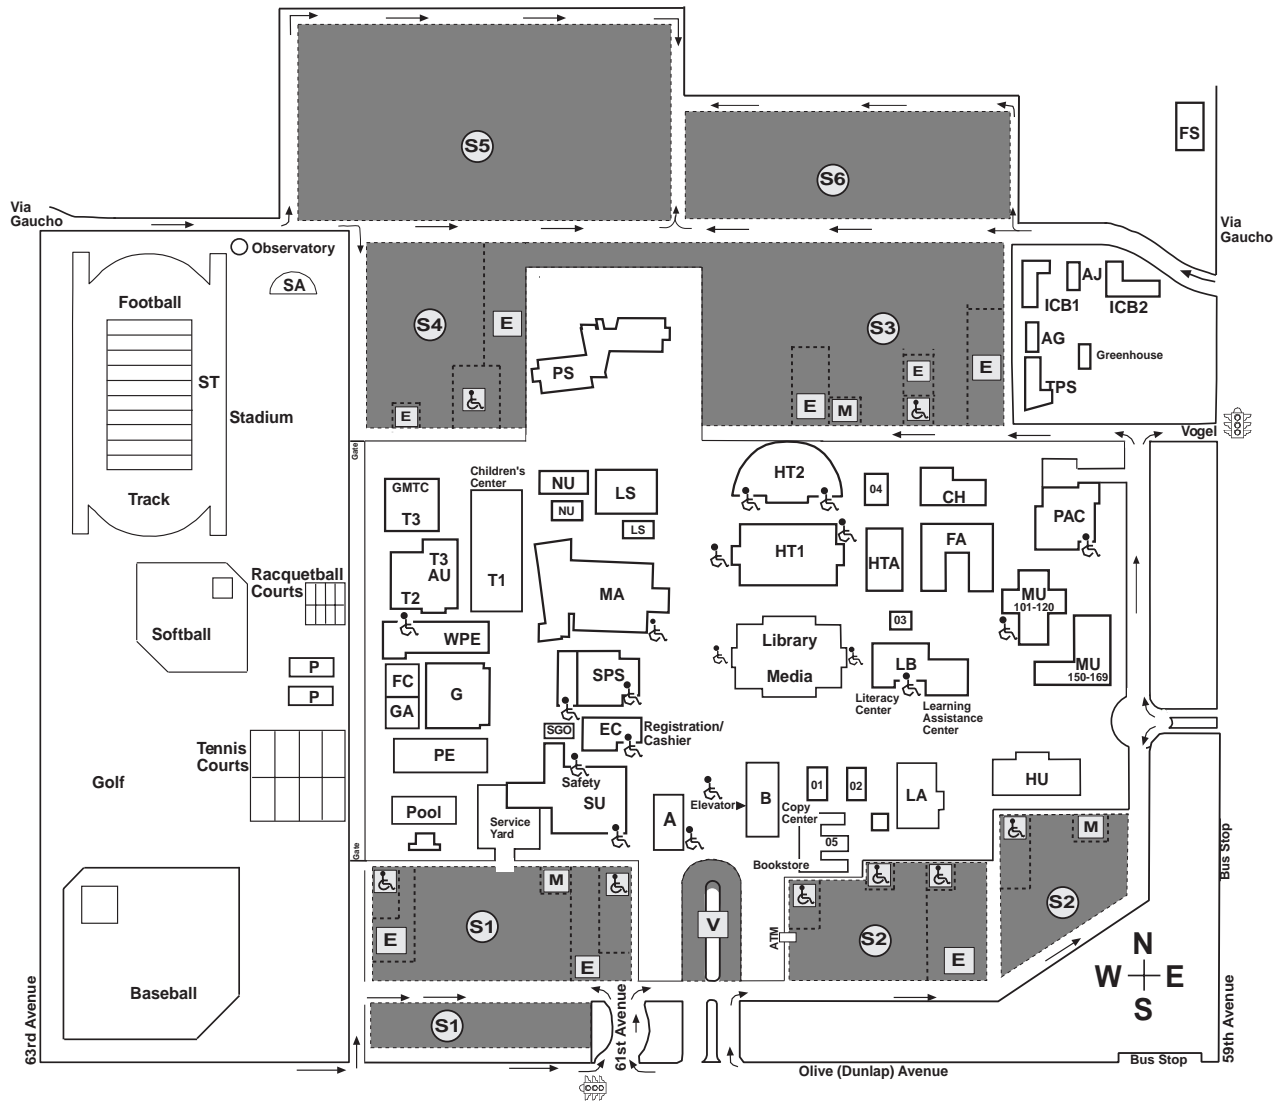 S5
FS
S6
Via
Gaucho
Via
Gaucho
Observatory
SA
AJ
ICB1
ICB2
Football
S4
E
S3
AG
Greenhouse
PS
E
E
TPS
ST
E
E
M
Stadium
Vogel
Gate
Children's
Center
GMTC
T3
NU
LS
NU
LS
HT2
04
CH
PAC
Track
T3
AU
T1
HT1
HTA
FA
T2
MA
MU
101-120
Racquetball
Courts
Softball
WPE
03
Library
Media
LB
MU
150-169
P
P
FC
GA
G
SPS
Literacy
Center
Learning
Assistance
Center
SGO
EC
Registration/
Cashier
Tennis
Courts
PE
Golf
Safety
SU
Elevator
B
01
02
LA
HU
Pool
Service
Yard
A
Copy
Center
05
M
Gate
Bookstore
Bus Stop
M
S1
V
S2
S2
E
E
ATM
E
N
W
E
S
Baseball
S1
63rd Avenue
61st Avenue
59th Avenue
Olive (Dunlap) Avenue
Bus Stop